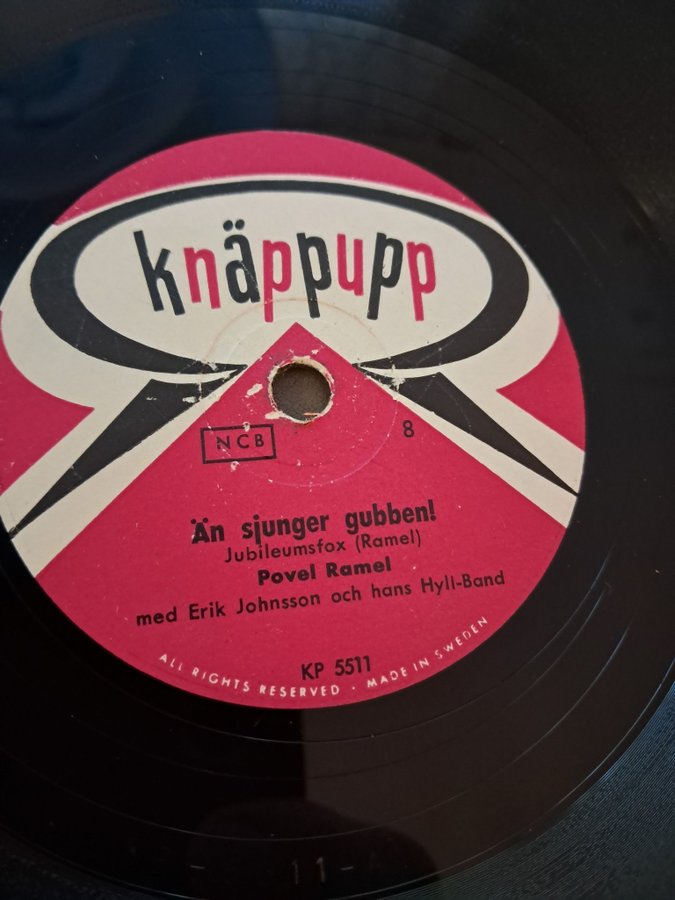 knäppupp
NCB 8
Än sjunger gubben!
Jubileumsfox (Ramel)
Povel Ramel
med Erik Johnsson och hans Hyll-Band
KP 5511
ALL RIGHTS RESERVED · MADE IN SWEDEN
11-